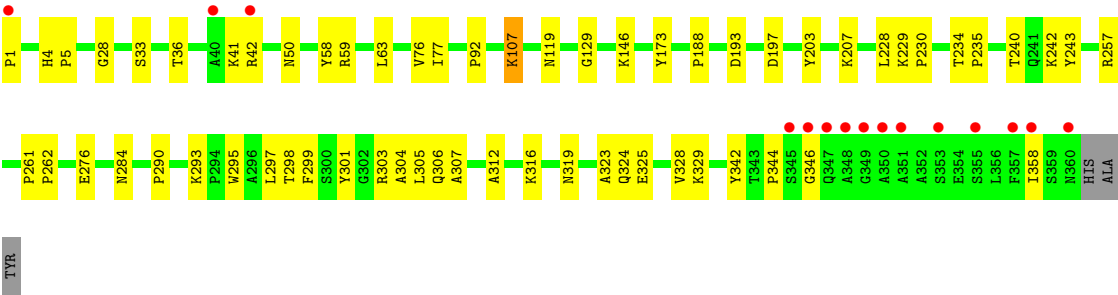 P1 H4 P5 G28 S33 T36 A40 K41 R42 N50 Y58 R59 L63 V76 I77 P92 K107 N119 G129 K146 Y173 P188 D193 D197 Y203 K207 L228 K229 P230 T234 P235 T240 Q241 K242 Y243 R257
P261 P262 E276 N284 P290 K293 P294 W295 A296 L297 T298 F299 S300 Y301 G302 R303 A304 L305 Q306 A307 A312 K316 N319 A323 Q324 E325 V328 K329 Y342 T343 P344 S345 G346 Q347 A348 G349 A350 A351 A352 S353 E354 S355 L356 F357 I358 S359 N360 HIS ALA
TYR